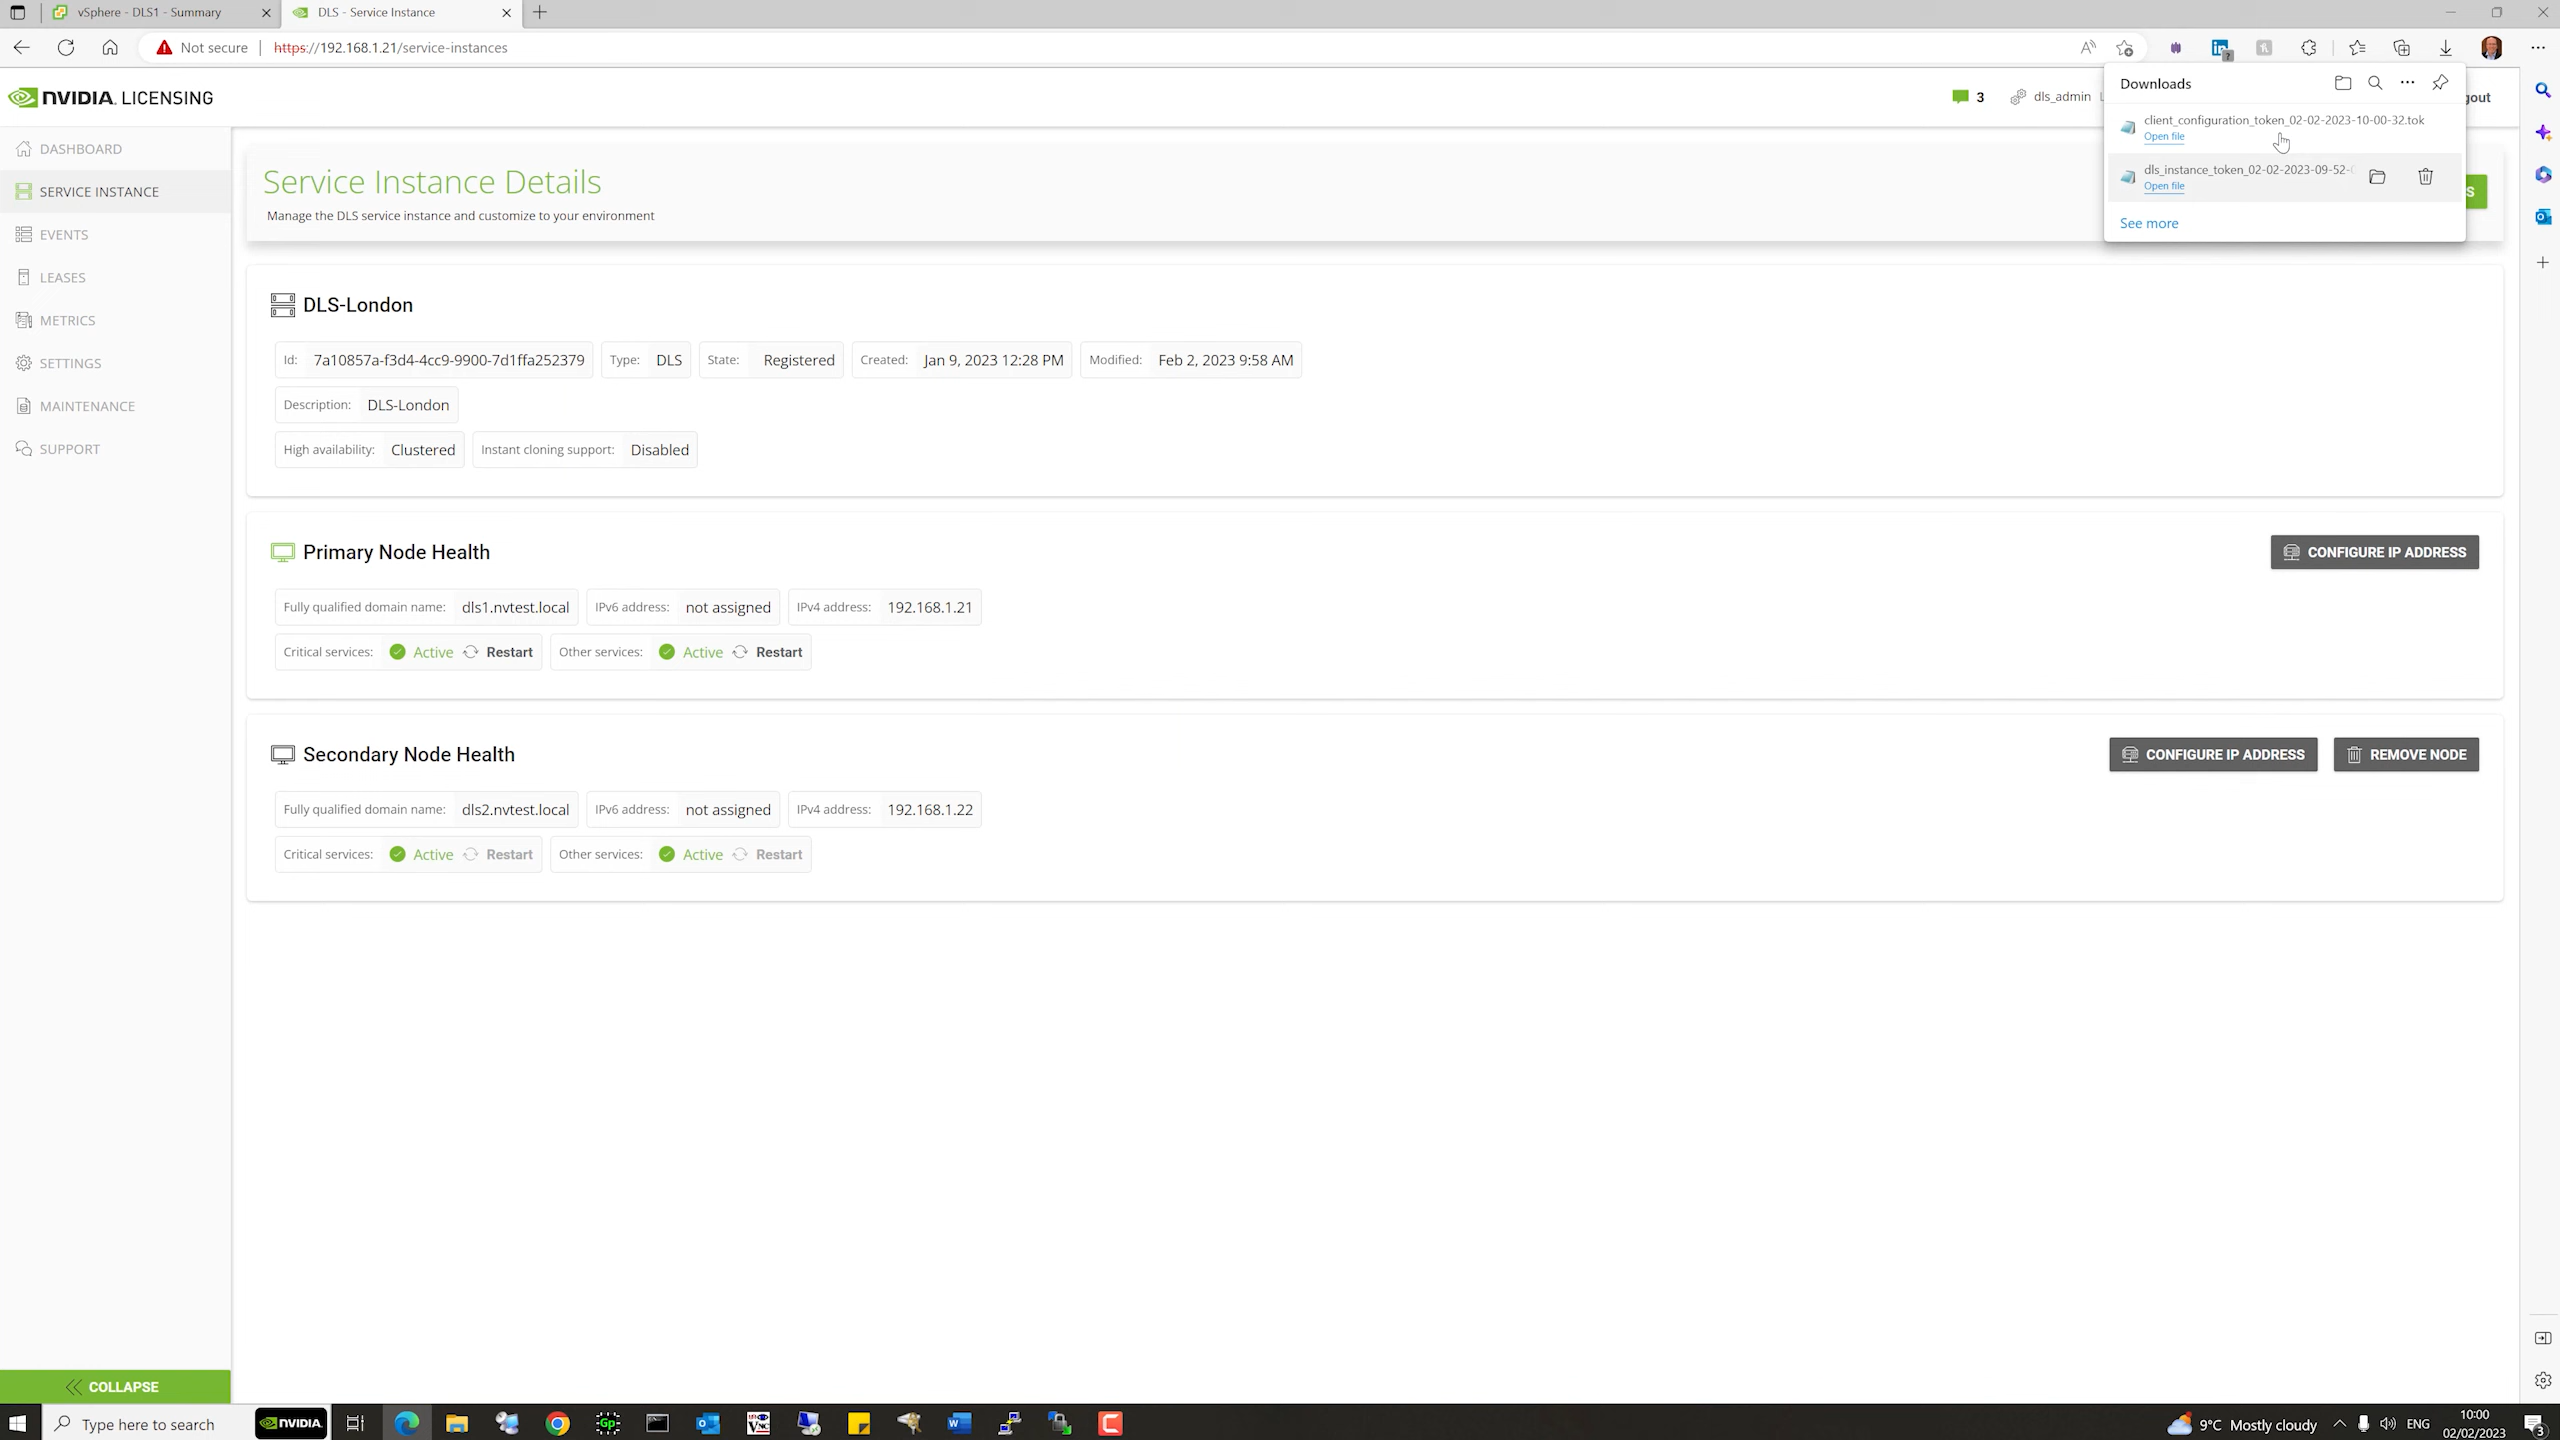 vSphere - DLS1 - Summary
DLS - Service Instance
Not secure
https://192.168.1.21/service-instances
NVIDIA. LICENSING
3
dls_admin
gout
Downloads
client_configuration_token_02-02-2023-10-00-32.tok
Open file
dls_instance_token_02-02-2023-09-52-0
Open file
See more
S
DASHBOARD
SERVICE INSTANCE
EVENTS
LEASES
METRICS
SETTINGS
MAINTENANCE
SUPPORT
Service Instance Details
Manage the DLS service instance and customize to your environment
DLS-London
Id: 7a10857a-f3d4-4cc9-9900-7d1ffa252379 Type: DLS State: Registered Created: Jan 9, 2023 12:28 PM Modified: Feb 2, 2023 9:58 AM
Description: DLS-London
High availability: Clustered Instant cloning support: Disabled
Primary Node Health
CONFIGURE IP ADDRESS
Fully qualified domain name: dls1.nvtest.local IPv6 address: not assigned IPv4 address: 192.168.1.21
Critical services: Active Restart Other services: Active Restart
Secondary Node Health
CONFIGURE IP ADDRESS
REMOVE NODE
Fully qualified domain name: dls2.nvtest.local IPv6 address: not assigned IPv4 address: 192.168.1.22
Critical services: Active Restart Other services: Active Restart
COLLAPSE
Type here to search
NVIDIA.
Gp
9°C Mostly cloudy
ENG
10:00
02/02/2023
3